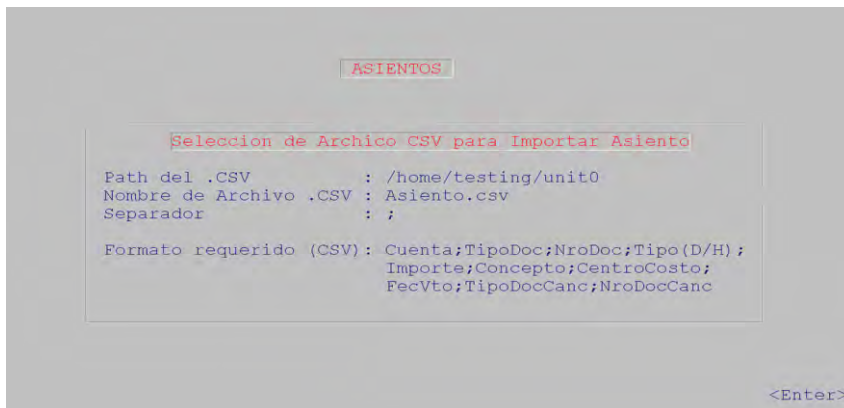 ASIENTOS
Seleccion de Archico CSV para Importar Asiento
Path del .CSV : /home/testing/unit0
Nombre de Archivo .CSV : Asiento.csv
Separador : ;
Formato requerido (CSV): Cuenta;TipoDoc;NroDoc;Tipo(D/H);
Importe;Concepto;CentroCosto;
FecVto;TipoDocCanc;NroDocCanc
<Enter>